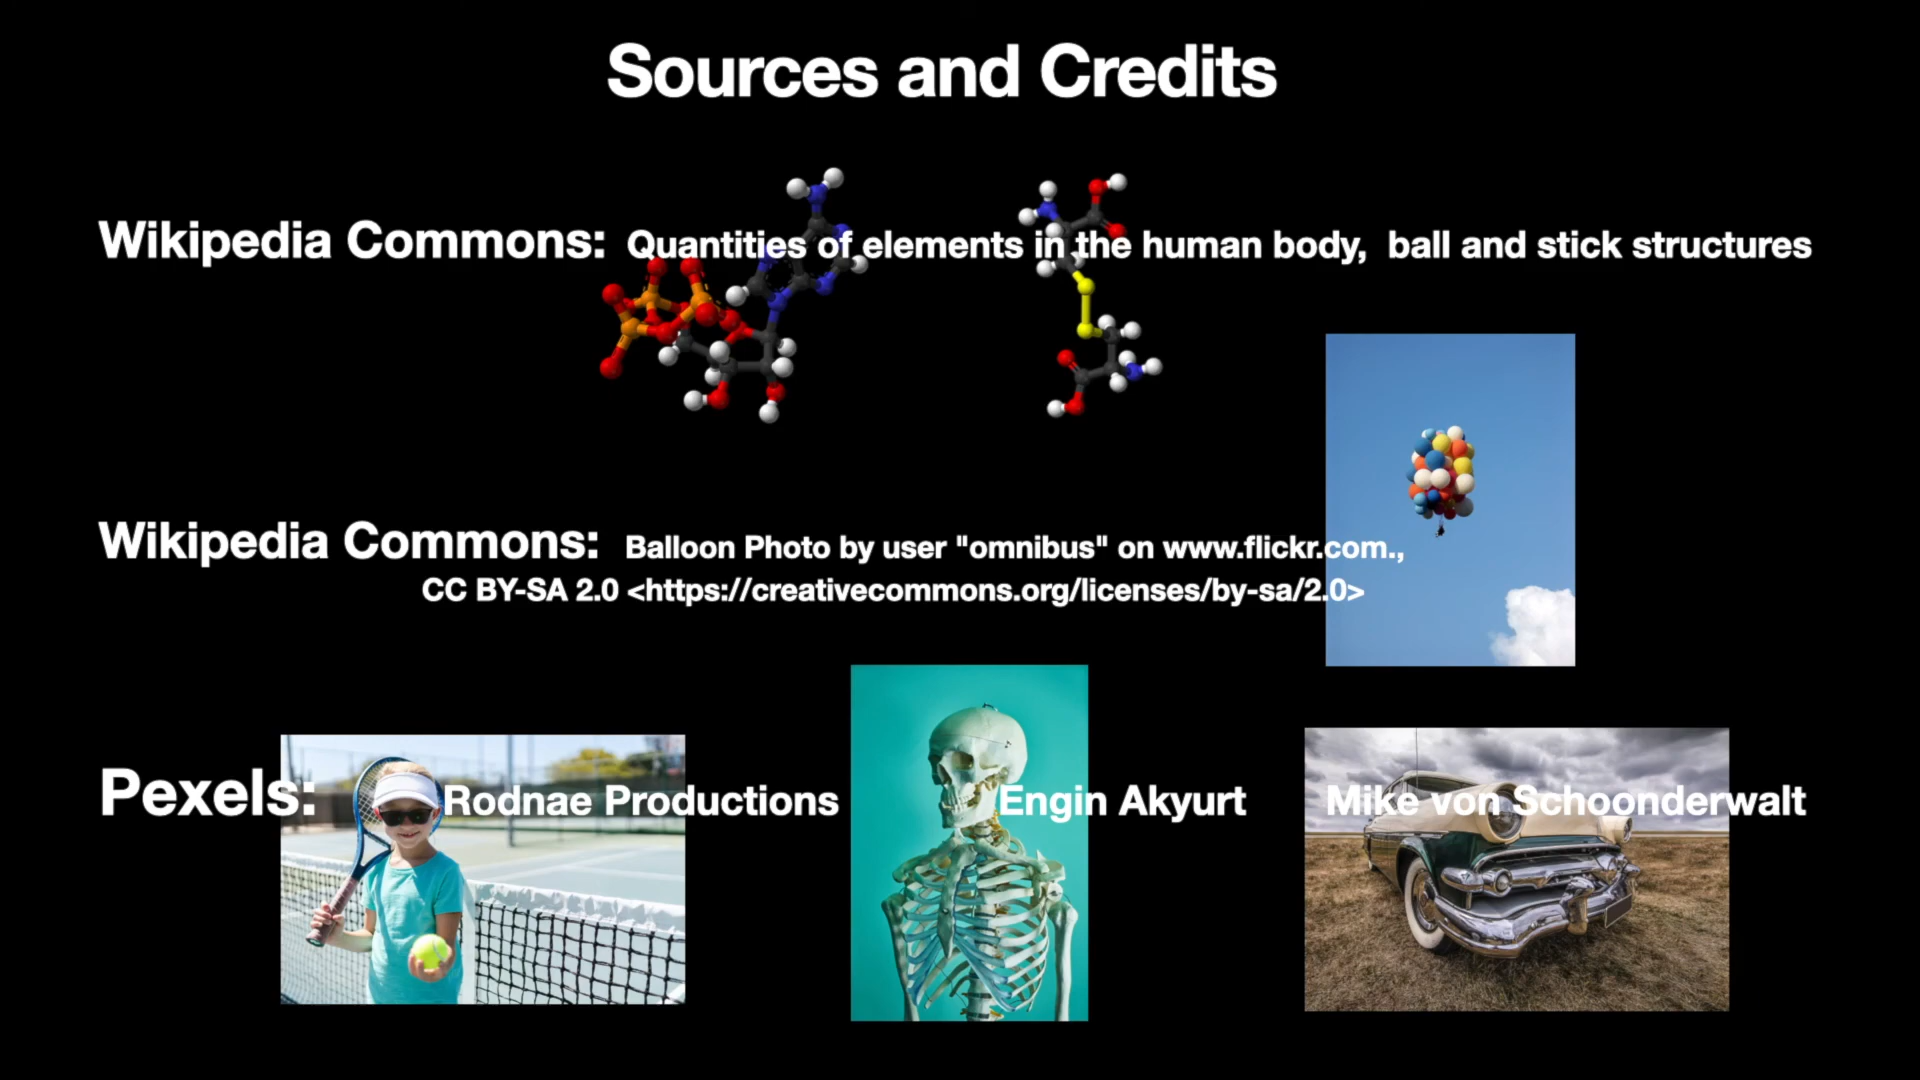 Sources and Credits
Wikipedia Commons: Quantities of elements in the human body, ball and stick structures
Wikipedia Commons: Balloon Photo by user "omnibus" on www.flickr.com.,
CC BY-SA 2.0 <https://creativecommons.org/licenses/by-sa/2.0>
Pexels: Rodnae Productions Engin Akyurt Mike von Schoonderwalt